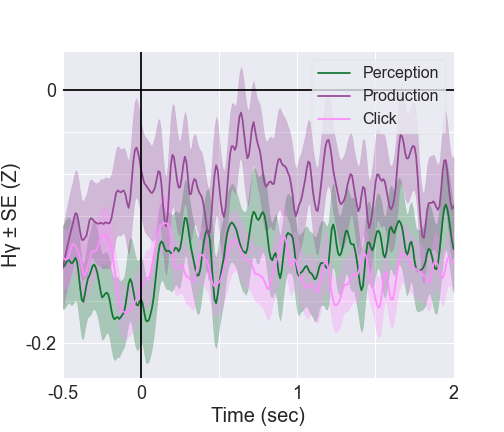 Perception
Production
Click
0
-0.2
Hγ ± SE (Z)
-0.5
0
1
2
Time (sec)